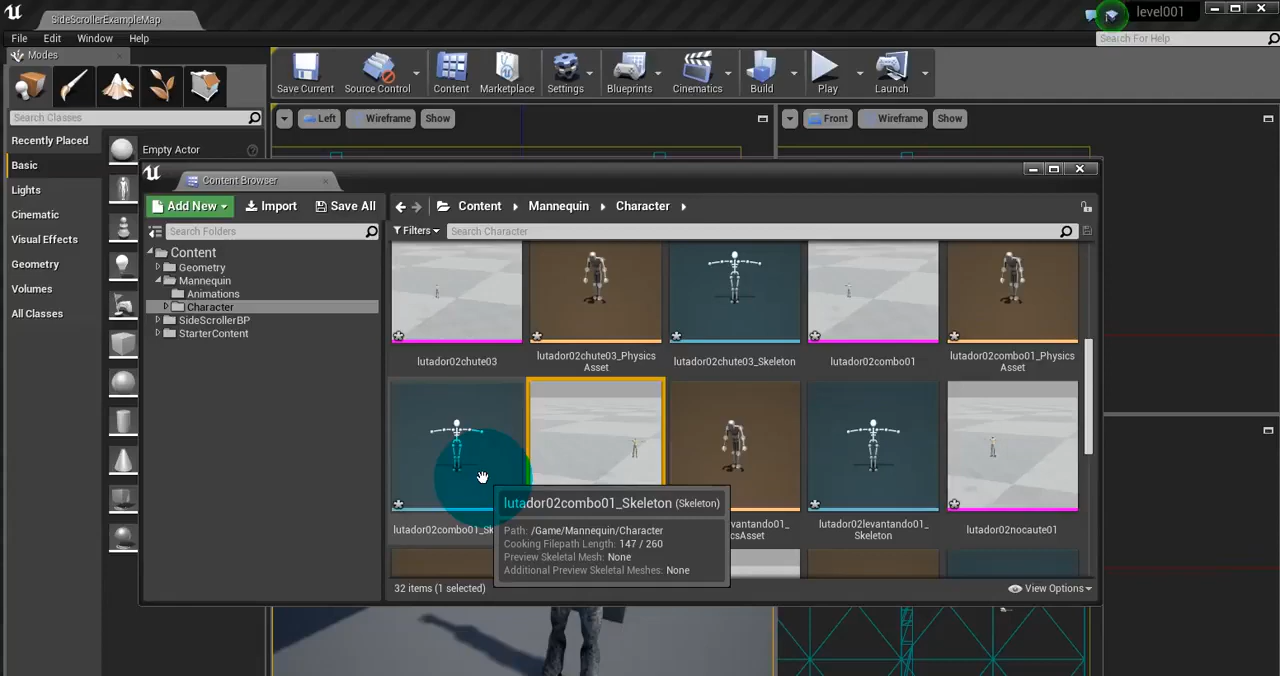 SideScrollerExampleMap
level001
File Edit Window Help
Search For Help
Modes
Save Current
Source Control
Content
Marketplace
Settings
Blueprints
Cinematics
Build
Play
Launch
Search Classes
Left
Wireframe
Show
Front
Wireframe
Show
Recently Placed
Basic
Lights
Cinematic
Visual Effects
Geometry
Volumes
All Classes
Empty Actor
Content Browser
Add New
Import
Save All
Content
Mannequin
Character
Search Folders
Filters
Search Character
Content
Geometry
Mannequin
Animations
Character
SideScrollerBP
StarterContent
lutador02chute03
lutador02chute03_Physics
Asset
lutador02chute03_Skeleton
lutador02combo01
lutador02combo01_Physics
Asset
lutador02combo01_Sk
vantando01_
csAsset
lutador02levantando01_
Skeleton
lutador02nocaute01
lutador02combo01_Skeleton (Skeleton)
Path: /Game/Mannequin/Character
Cooking Filepath Length: 147 / 260
Preview Skeletal Mesh: None
Additional Preview Skeletal Meshes: None
32 items (1 selected)
View Options